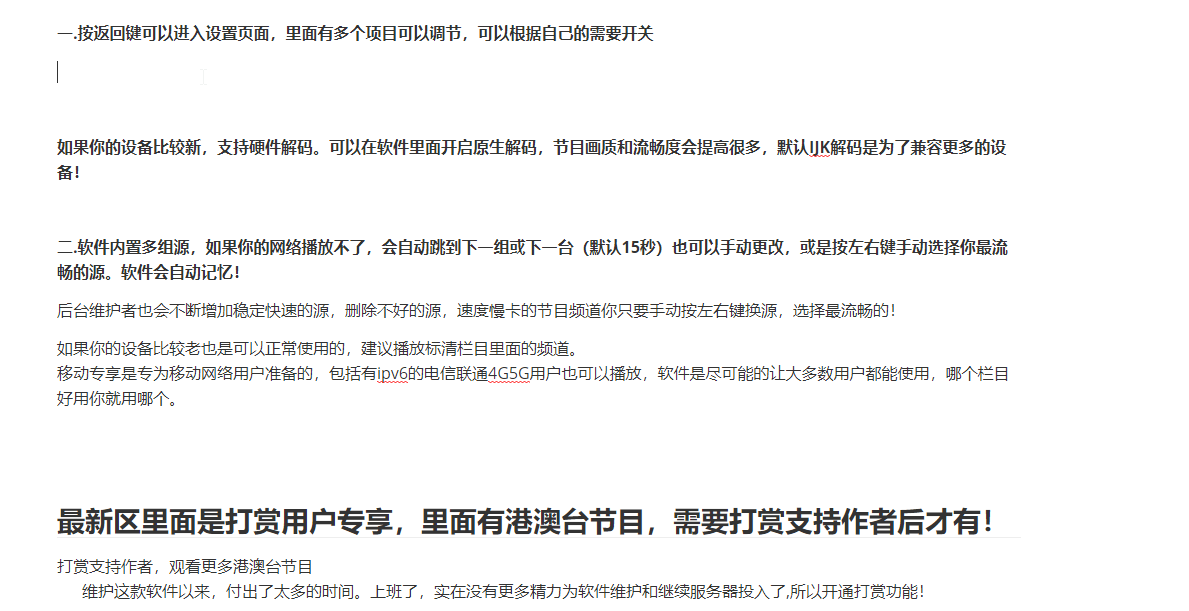 一.按返回键可以进入设置页面，里面有多个项目可以调节，可以根据自己的需要开关
如果你的设备比较新，支持硬件解码。可以在软件里面开启原生解码，节目画质和流畅度会提高很多，默认IJK解码是为了兼容更多的设
备！
二.软件内置多组源，如果你的网络播放不了，会自动跳到下一组或下一台（默认15秒）也可以手动更改，或是按左右键手动选择你最流
畅的源。软件会自动记忆！
后台维护者也会不断增加稳定快速的源，删除不好的源，速度慢卡的节目频道你只要手动按左右键换源，选择最流畅的！
如果你的设备比较老也是可以正常使用的，建议播放标清栏目里面的频道。
移动专享是专为移动网络用户准备的，包括有ipv6的电信联通4G5G用户也可以播放，软件是尽可能的让大多数用户都能使用，哪个栏目
好用你就用哪个。
最新区里面是打赏用户专享，里面有港澳台节目，需要打赏支持作者后才有！
打赏支持作者，观看更多港澳台节目
维护这款软件以来，付出了太多的时间。上班了，实在没有更多精力为软件维护和继续服务器投入了,所以开通打赏功能！